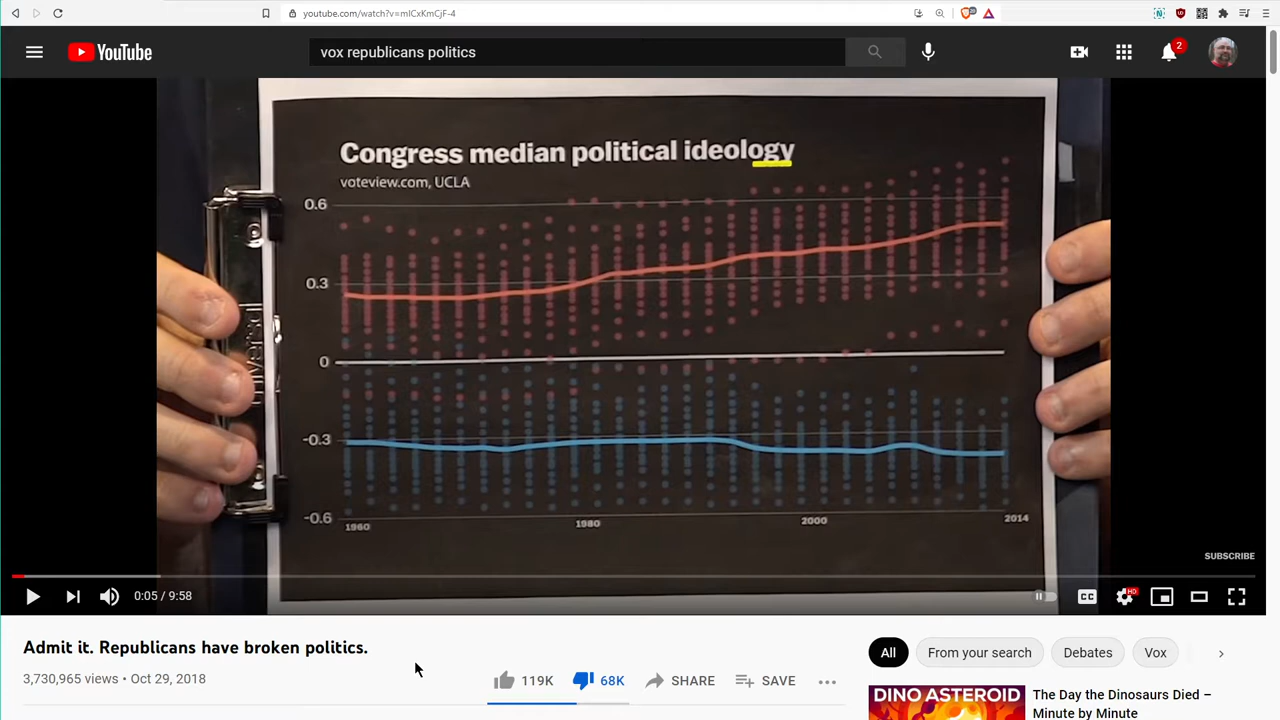 youtube.com/watch?v=mICxKmCjF-4
YouTube
vox republicans politics
2
Congress median political ideology
voteview.com, UCLA
0.6
0.3
0
-0.3
-0.6
1960
1980
2000
2014
SUBSCRIBE
0:05 / 9:58
CC
HD
Admit it. Republicans have broken politics.
3,730,965 views • Oct 29, 2018
119K
68K
SHARE
SAVE
All
From your search
Debates
Vox
DINO ASTEROID
The Day the Dinosaurs Died –
Minute by Minute